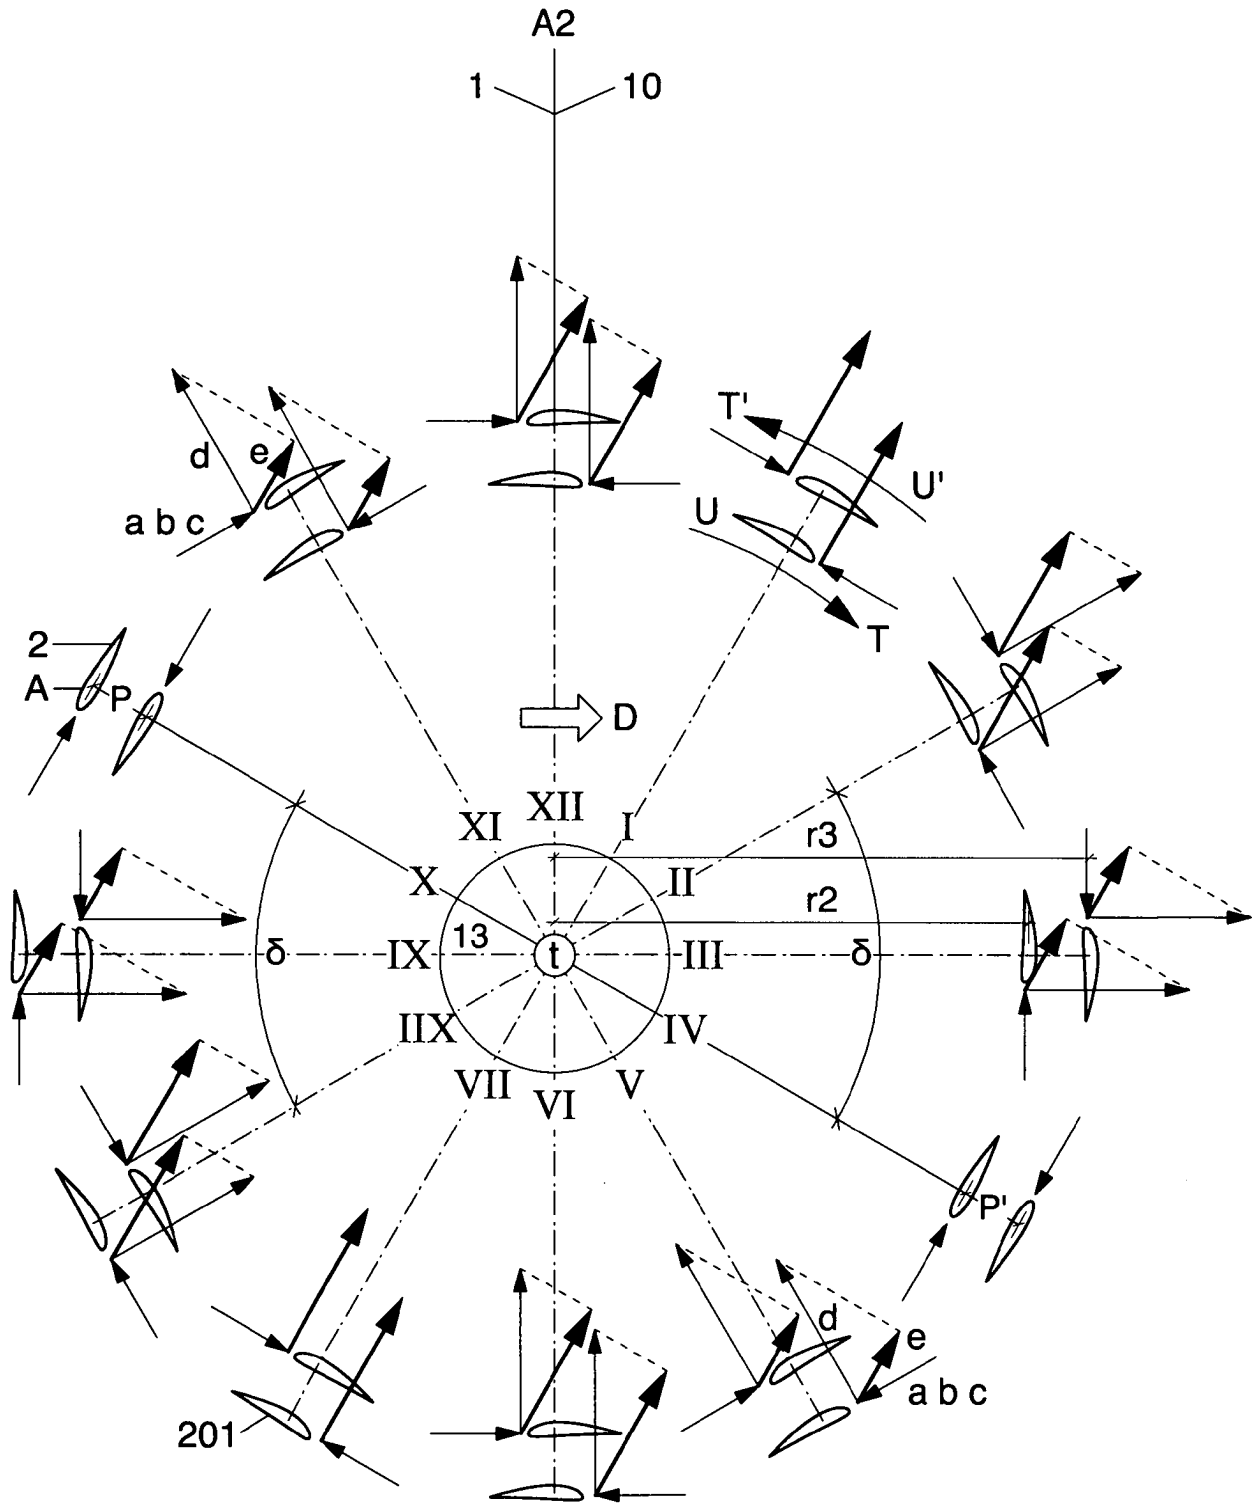 A2
1 10
T'
d e
U'
a b c
U
T
2
A P
D
XII
XI I
r3
X II
r2
13
δ IX t III δ
IIX IV
VII V
VI
P'
d
e
a b c
201